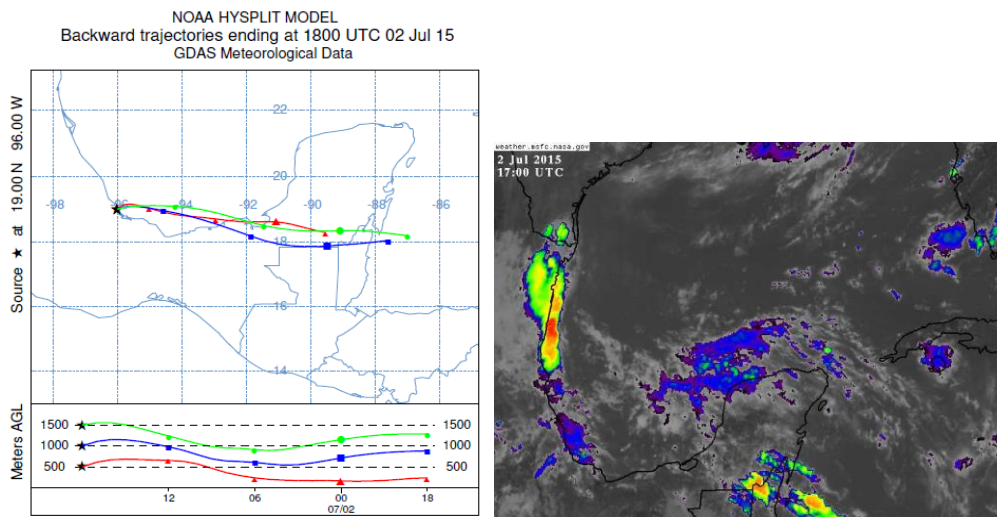 NOAA HYSPLIT MODEL
Backward trajectories ending at 1800 UTC 02 Jul 15
GDAS Meteorological Data
Source ★ at 19.00 N 96.00 W
22
20
-98 -96 -94 -92 -90 -88 -86
18
16
14
Meters AGL
1500 1500
1000 1000
500 500
12 06 00 18
07/02
weather.msfc.nasa.gov
2 Jul 2015
17:00 UTC